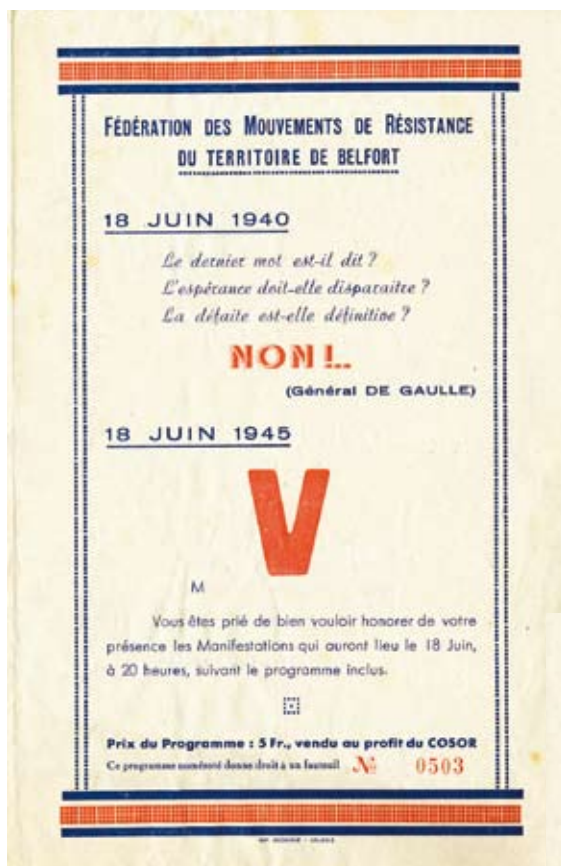 FÉDÉRATION DES MOUVEMENTS DE RÉSISTANCE
DU TERRITOIRE DE BELFORT
18 JUIN 1940
Le dernier mot est-il dit ?
L'espérance doit-elle disparaitre ?
La défaite est-elle définitive ?
NON !..
(Général DE GAULLE)
18 JUIN 1945
V
M
Vous êtes prié de bien vouloir honorer de votre
présence les Manifestations qui auront lieu le 18 Juin,
à 20 heures, suivant le programme inclus.
Prix du Programme : 5 Fr., vendu au profit du COSOR
Ce programme numéroté donne droit à un fauteuil № 0503